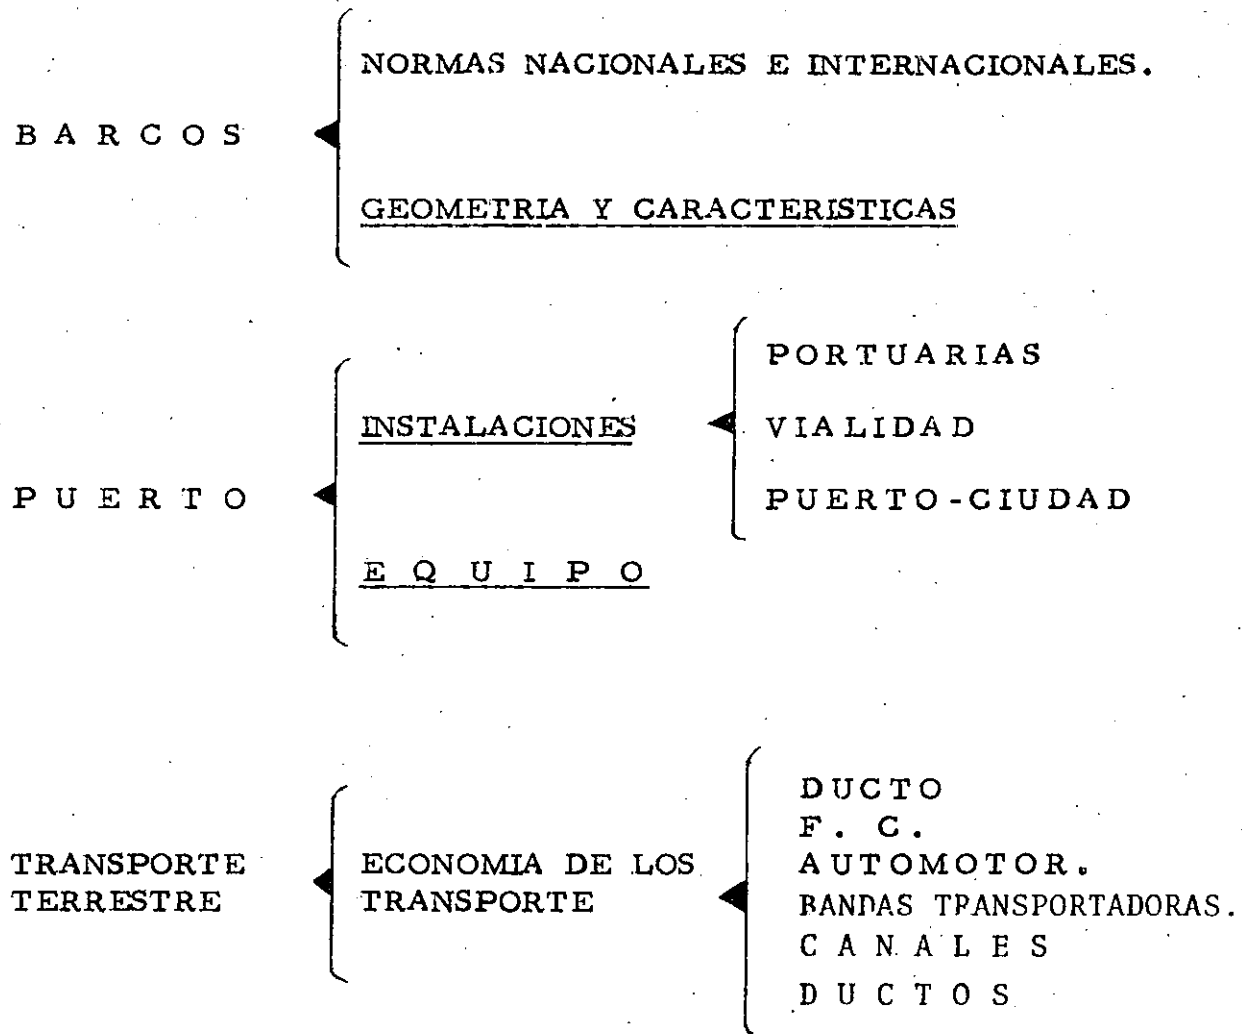 NORMAS NACIONALES E INTERNACIONALES.
BARCOS
GEOMETRIA Y CARACTERISTICAS
PORTUARIAS
INSTALACIONES
VIALIDAD
PUERTO
PUERTO-CIUDAD
EQUIPO
TRANSPORTE
TERRESTRE
ECONOMIA DE LOS
TRANSPORTE
DUCTO
F. C.
AUTOMOTOR.
BANDAS TRANSPORTADORAS.
CANALES
DUCTOS